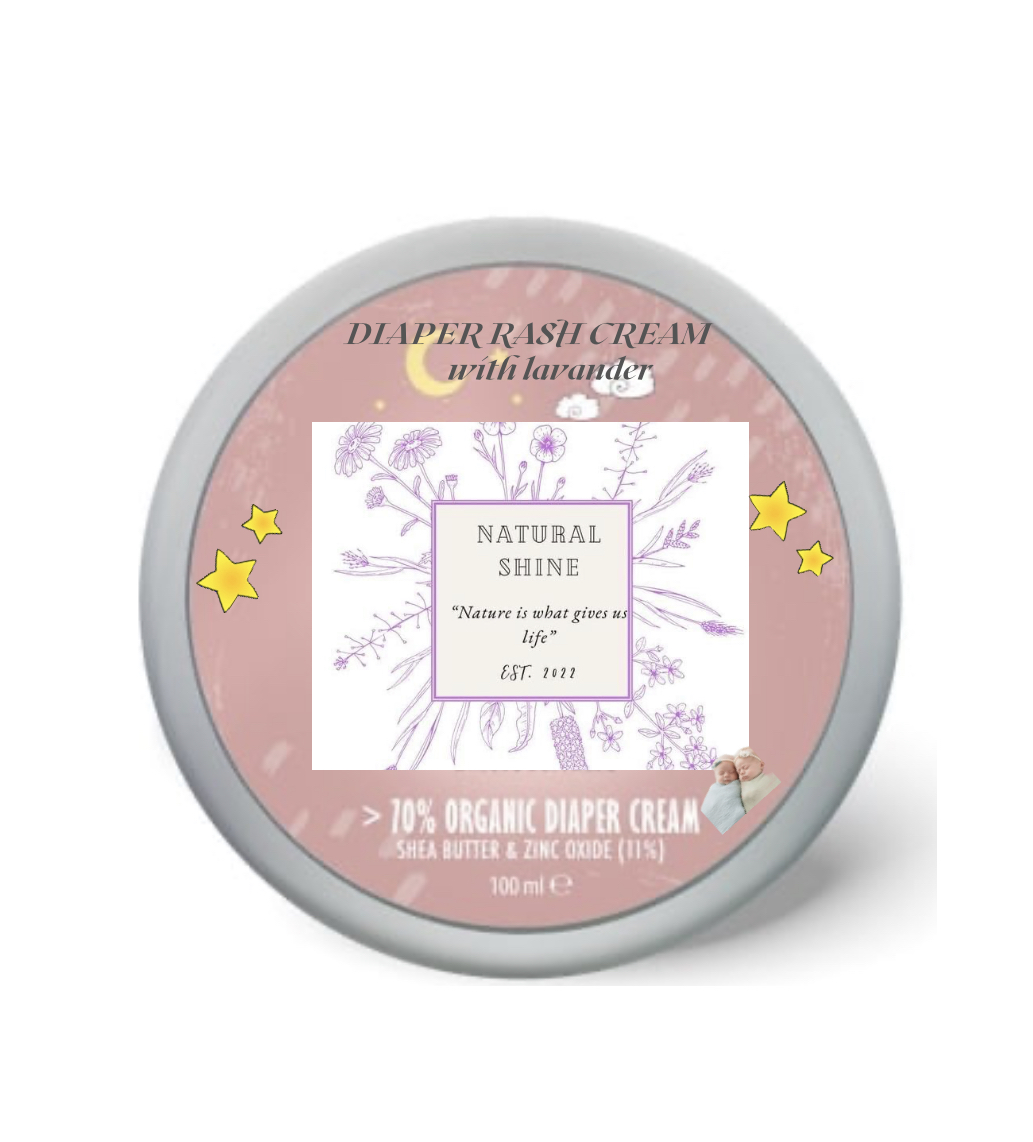 DIAPER RASH CREAM
with lavander
NATURAL
SHINE
“Nature is what gives us
life”
EST. 2022
> 70% ORGANIC DIAPER CREAM
SHEA BUTTER & ZINC OXIDE (11%)
100 ml ℮